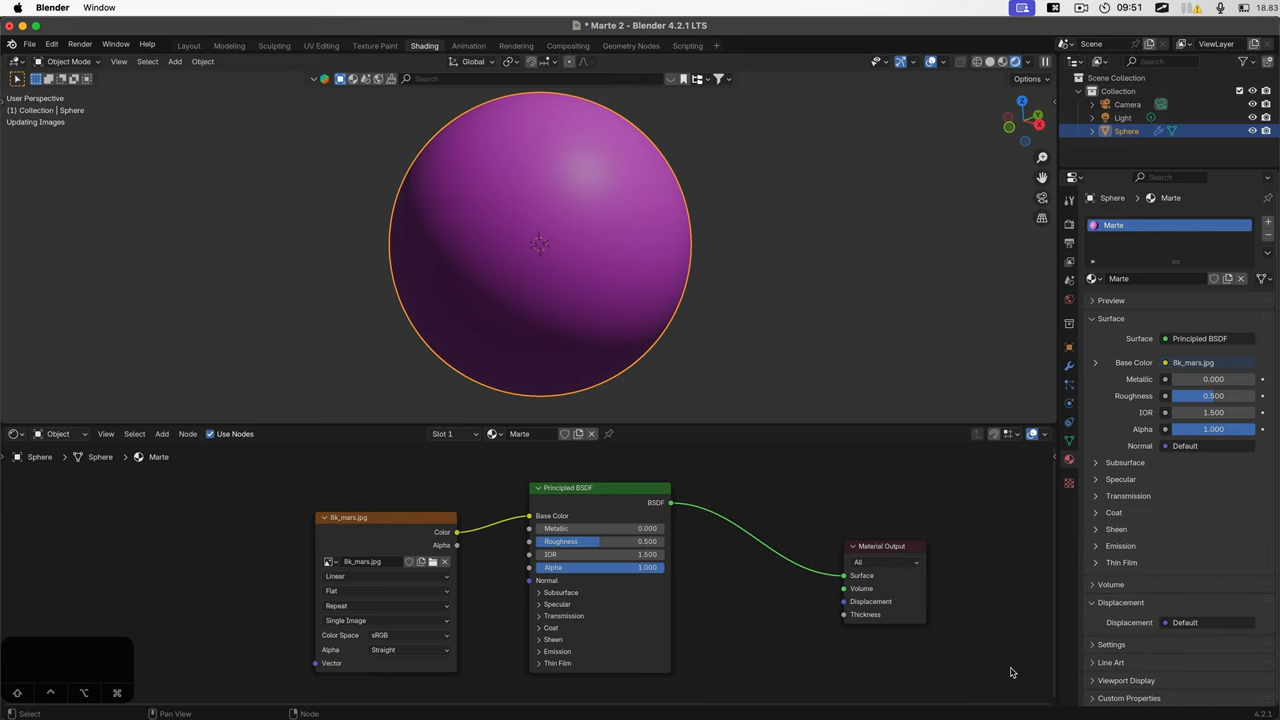 Blender Window 09:51 18.83
* Marte 2 - Blender 4.2.1 LTS
File Edit Render Window Help Layout Modeling Sculpting UV Editing Texture Paint Shading Animation Rendering Compositing Geometry Nodes Scripting + Scene ViewLayer
Object Mode View Select Add Object Global Search
Search Options
User Perspective
(1) Collection | Sphere
Updating Images
Z
Y
X
Scene Collection
Collection
Camera
Light
Sphere
Search
Sphere > Marte
Marte
Marte
Preview
Surface
Surface Principled BSDF
Base Color 8k_mars.jpg
Metallic 0.000
Roughness 0.500
IOR 1.500
Alpha 1.000
Normal Default
Subsurface
Specular
Transmission
Coat
Sheen
Emission
Thin Film
Volume
Displacement
Displacement Default
Settings
Line Art
Viewport Display
Custom Properties
Object View Select Add Node Use Nodes Slot 1 Marte
Sphere > Sphere > Marte
8k_mars.jpg
Color
Alpha
8k_mars.jpg
Linear
Flat
Repeat
Single Image
Color Space sRGB
Alpha Straight
Vector
Principled BSDF
BSDF
Base Color
Metallic 0.000
Roughness 0.500
IOR 1.500
Alpha 1.000
Normal
Subsurface
Specular
Transmission
Coat
Sheen
Emission
Thin Film
Material Output
All
Surface
Volume
Displacement
Thickness
Select Pan View Node 4.2.1